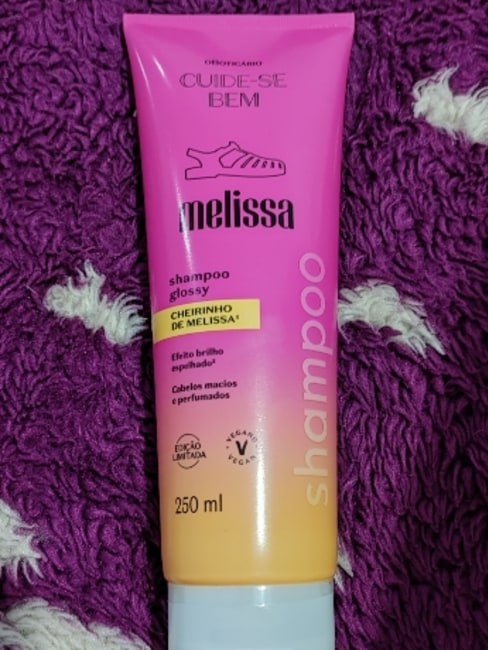 OBOTICÁRIO
CUIDE-SE
BEM
melissa
shampoo
glossy
CHEIRINHO
DE MELISSA¹
Efeito brilho
espelhado²
Cabelos macios
e perfumados
EDIÇÃO
LIMITADA
VEGANO
V
VEGAN
250 ml
shampoo